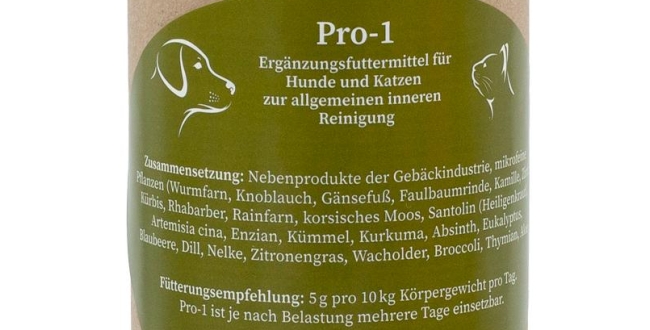 Pro-1
Ergänzungsfuttermittel für
Hunde und Katzen
zur allgemeinen inneren
Reinigung
Zusammensetzung: Nebenprodukte der Gebäckindustrie, mikrofeine
Pflanzen (Wurmfarn, Knoblauch, Gänsefuß, Faulbaumrinde, Kamille,
Kürbis, Rhabarber, Rainfarn, korsisches Moos, Santolin (Heiligenkraut),
Artemisia cina, Enzian, Kümmel, Kurkuma, Absinth, Eukalyptus,
Blaubeere, Dill, Nelke, Zitronengras, Wacholder, Broccoli, Thymian,
Fütterungsempfehlung: 5 g pro 10 kg Körpergewicht pro Tag.
Pro-1 ist je nach Belastung mehrere Tage einsetzbar.